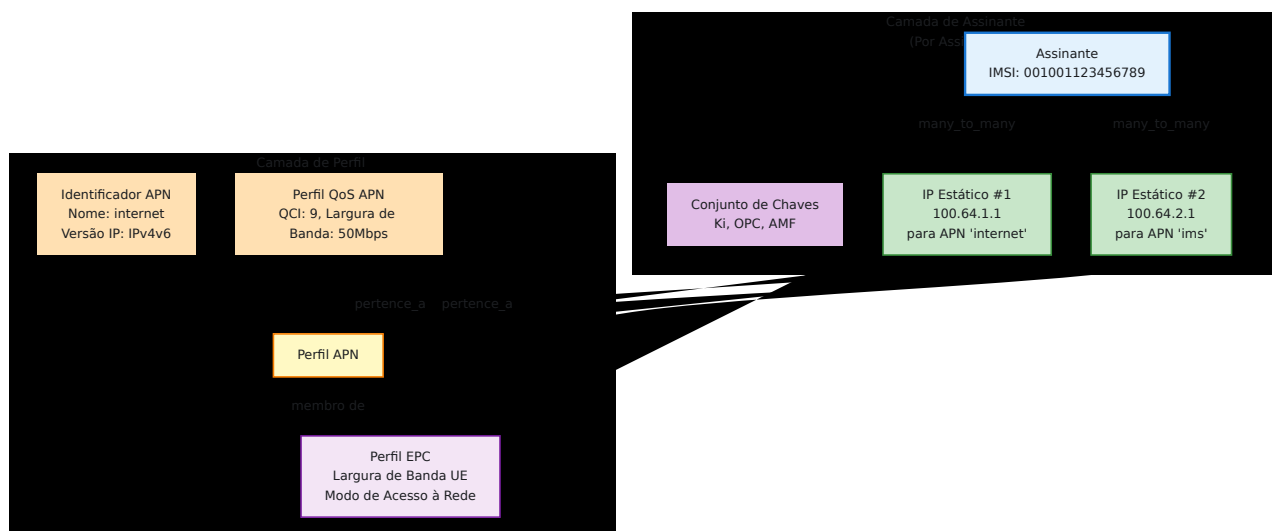 Camada de Assinante
(Por Assi
Assinante
IMSI: 001001123456789
many_to_many
many_to_many
Camada de Perfil
Identificador APN
Nome: internet
Versão IP: IPv4v6
Perfil QoS APN
QCI: 9, Largura de
Banda: 50Mbps
Conjunto de Chaves
Ki, OPC, AMF
IP Estático #1
100.64.1.1
para APN 'internet'
IP Estático #2
100.64.2.1
para APN 'ims'
pertence_a
pertence_a
Perfil APN
membro de
Perfil EPC
Largura de Banda UE
Modo de Acesso à Rede